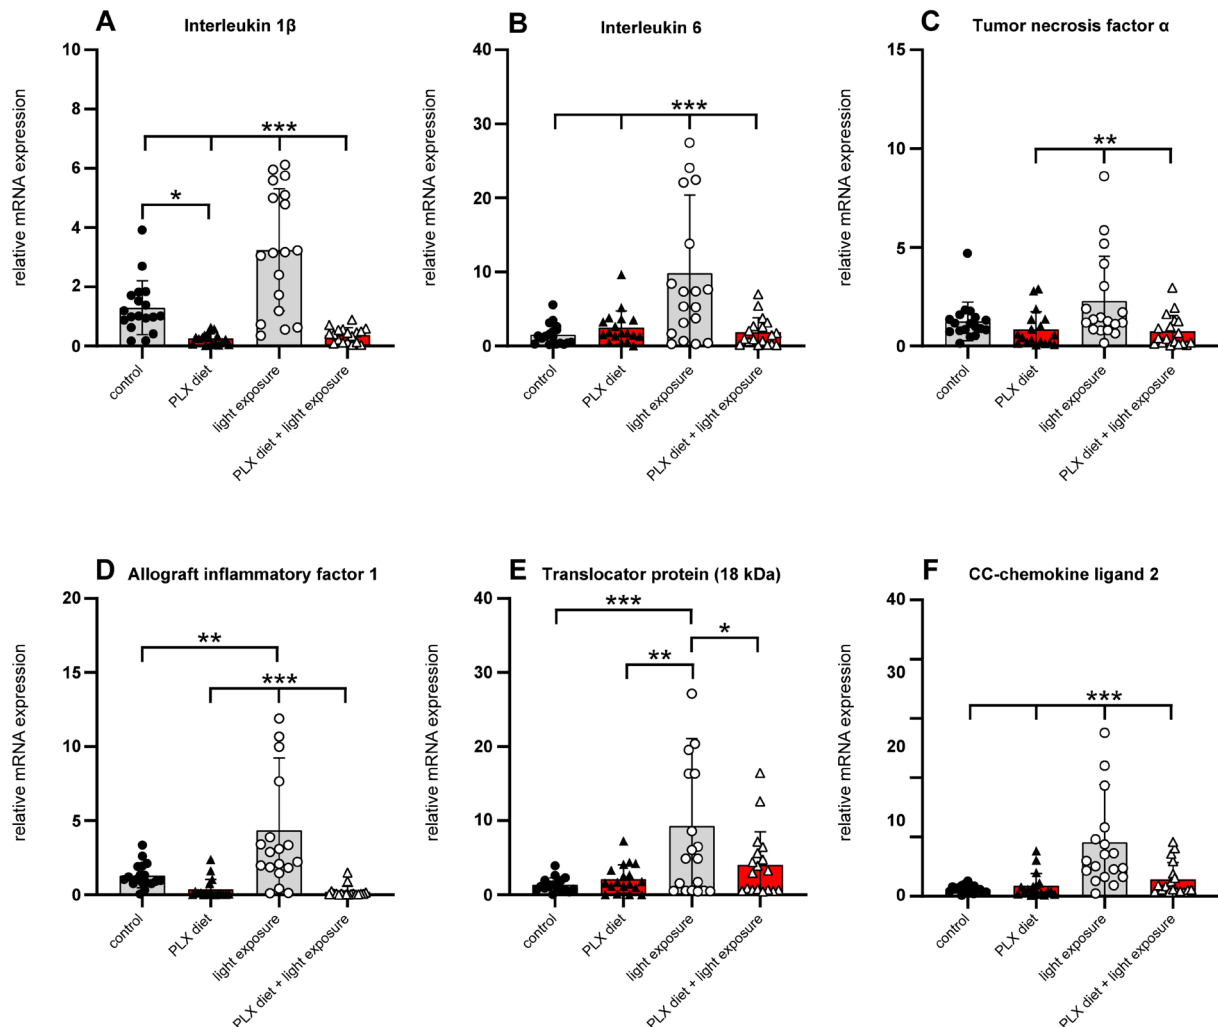 A
Interleukin 1β
relative mRNA expression
10
8
6
4
2
0
***
*
control
PLX diet
light exposure
PLX diet + light exposure
B
Interleukin 6
relative mRNA expression
40
30
20
10
0
***
control
PLX diet
light exposure
PLX diet + light exposure
C
Tumor necrosis factor α
relative mRNA expression
15
10
5
0
**
control
PLX diet
light exposure
PLX diet + light exposure
D
Allograft inflammatory factor 1
relative mRNA expression
20
15
10
5
0
**
***
control
PLX diet
light exposure
PLX diet + light exposure
E
Translocator protein (18 kDa)
relative mRNA expression
40
30
20
10
0
***
*
**
control
PLX diet
light exposure
PLX diet + light exposure
F
CC-chemokine ligand 2
relative mRNA expression
40
30
20
10
0
***
control
PLX diet
light exposure
PLX diet + light exposure